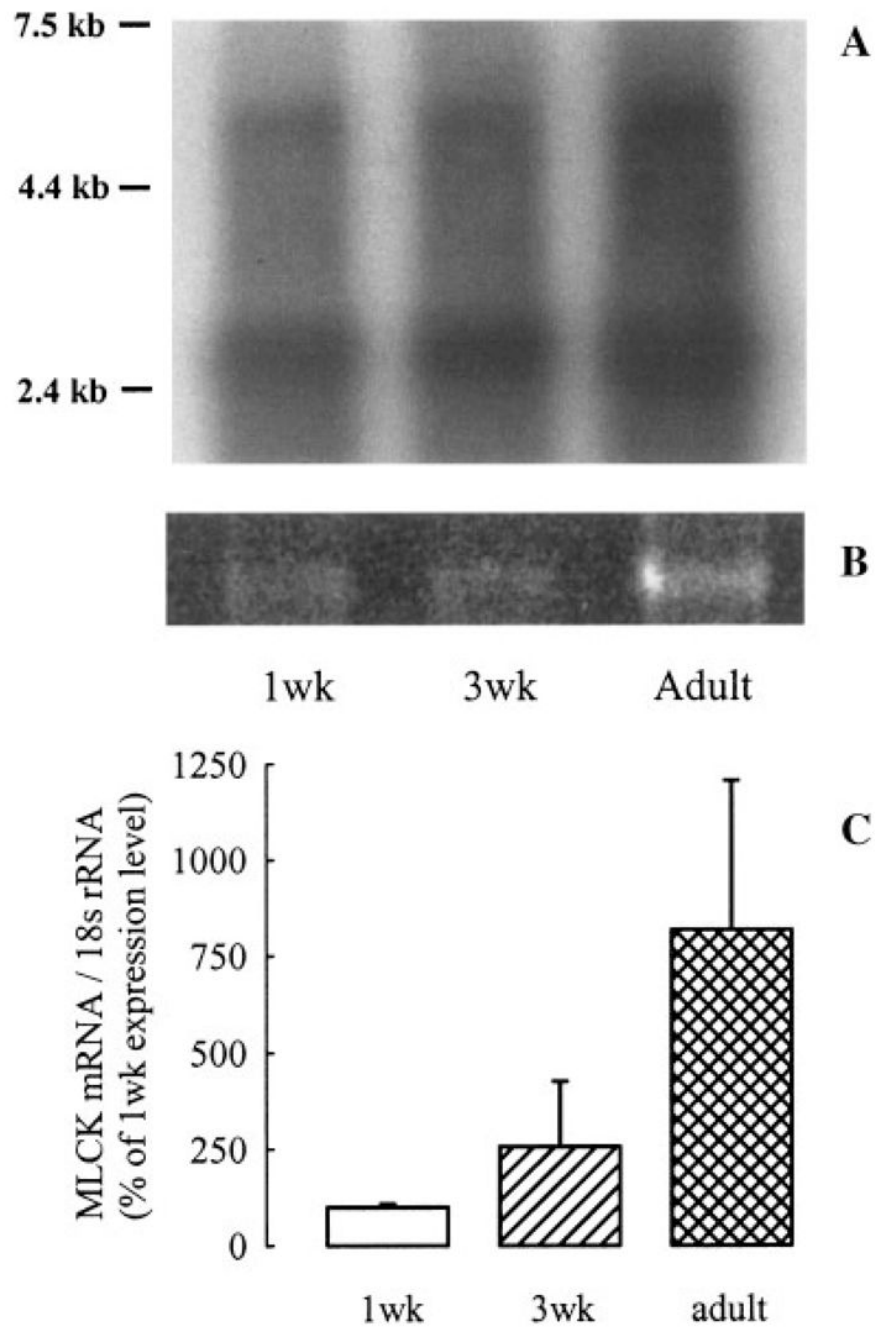 7.5 kb
A
4.4 kb
2.4 kb
B
1wk 3wk Adult
C
MLCK mRNA / 18s rRNA
(% of 1wk expression level)
1250
1000
750
500
250
0
1wk 3wk adult